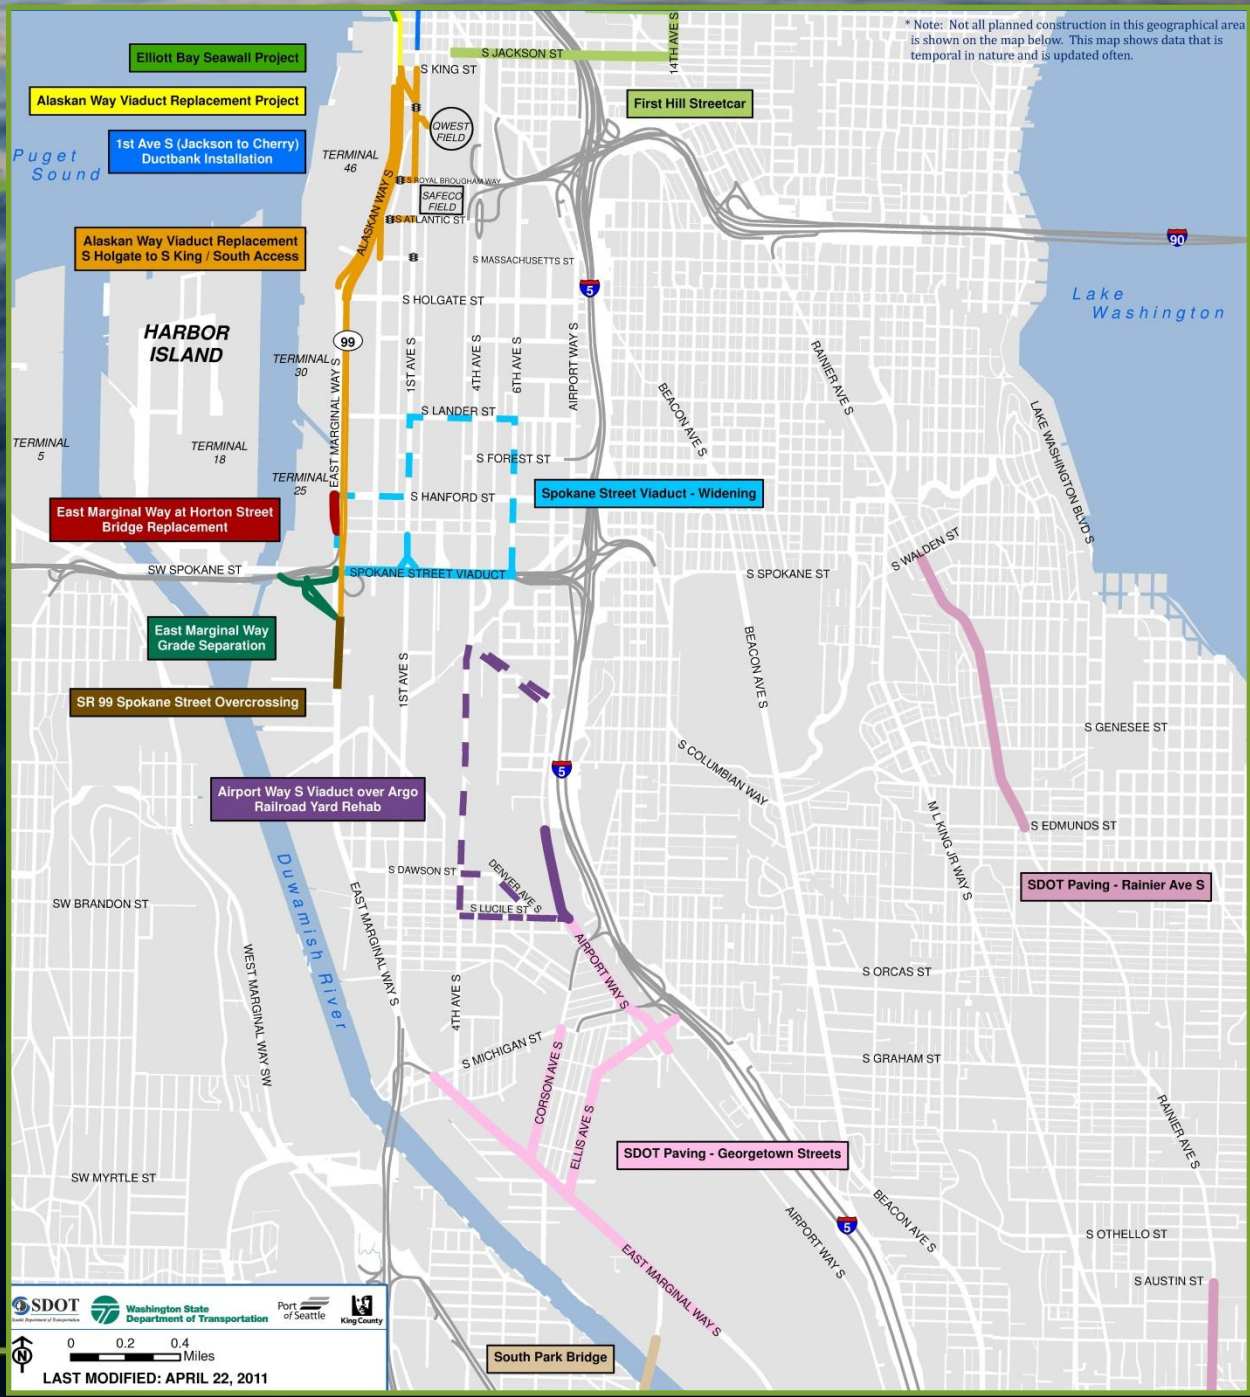 * Note: Not all planned construction in this geographical area
is shown on the map below. This map shows data that is
temporal in nature and is updated often.
14TH AVE S
S JACKSON ST
Elliott Bay Seawall Project
S KING ST
Alaskan Way Viaduct Replacement Project
First Hill Streetcar
1st Ave S (Jackson to Cherry)
Ductbank Installation
QWEST
FIELD
Puget
Sound
TERMINAL
46
S ROYAL BROUGHAM WAY
SAFECO
FIELD
ALASKAN WAY S
S ATLANTIC ST
Alaskan Way Viaduct Replacement
S Holgate to S King / South Access
90
S MASSACHUSETTS ST
5
S HOLGATE ST
Lake
Washington
HARBOR
ISLAND
99
TERMINAL
30
EAST MARGINAL WAY S
1ST AVE S
4TH AVE S
6TH AVE S
AIRPORT WAY S
RAINIER AVE S
BEACON AVE S
LAKE WASHINGTON BLVD S
S LANDER ST
TERMINAL
5
TERMINAL
18
S FOREST ST
TERMINAL
25
S HANFORD ST
Spokane Street Viaduct - Widening
East Marginal Way at Horton Street
Bridge Replacement
SW SPOKANE ST
SPOKANE STREET VIADUCT
S SPOKANE ST
S WALDEN ST
East Marginal Way
Grade Separation
BEACON AVE S
1ST AVE S
SR 99 Spokane Street Overcrossing
S GENESEE ST
S COLUMBIAN WAY
5
Airport Way S Viaduct over Argo
Railroad Yard Rehab
M L KING JR WAY S
S EDMUNDS ST
S DAWSON ST
DENVER AVE S
SDOT Paving - Rainier Ave S
Duwamish River
SW BRANDON ST
EAST MARGINAL WAY S
S LUCILE ST
WEST MARGINAL WAY SW
AIRPORT WAY S
4TH AVE S
S ORCAS ST
S MICHIGAN ST
CORSON AVE S
S GRAHAM ST
ELLIS AVE S
RAINIER AVE S
SDOT Paving - Georgetown Streets
SW MYRTLE ST
BEACON AVE S
AIRPORT WAY S
5
S OTHELLO ST
EAST MARGINAL WAY S
S AUSTIN ST
SDOT
Seattle Department of Transportation
Washington State
Department of Transportation
Port
of Seattle
King County
South Park Bridge
N
0 0.2 0.4
Miles
LAST MODIFIED: APRIL 22, 2011